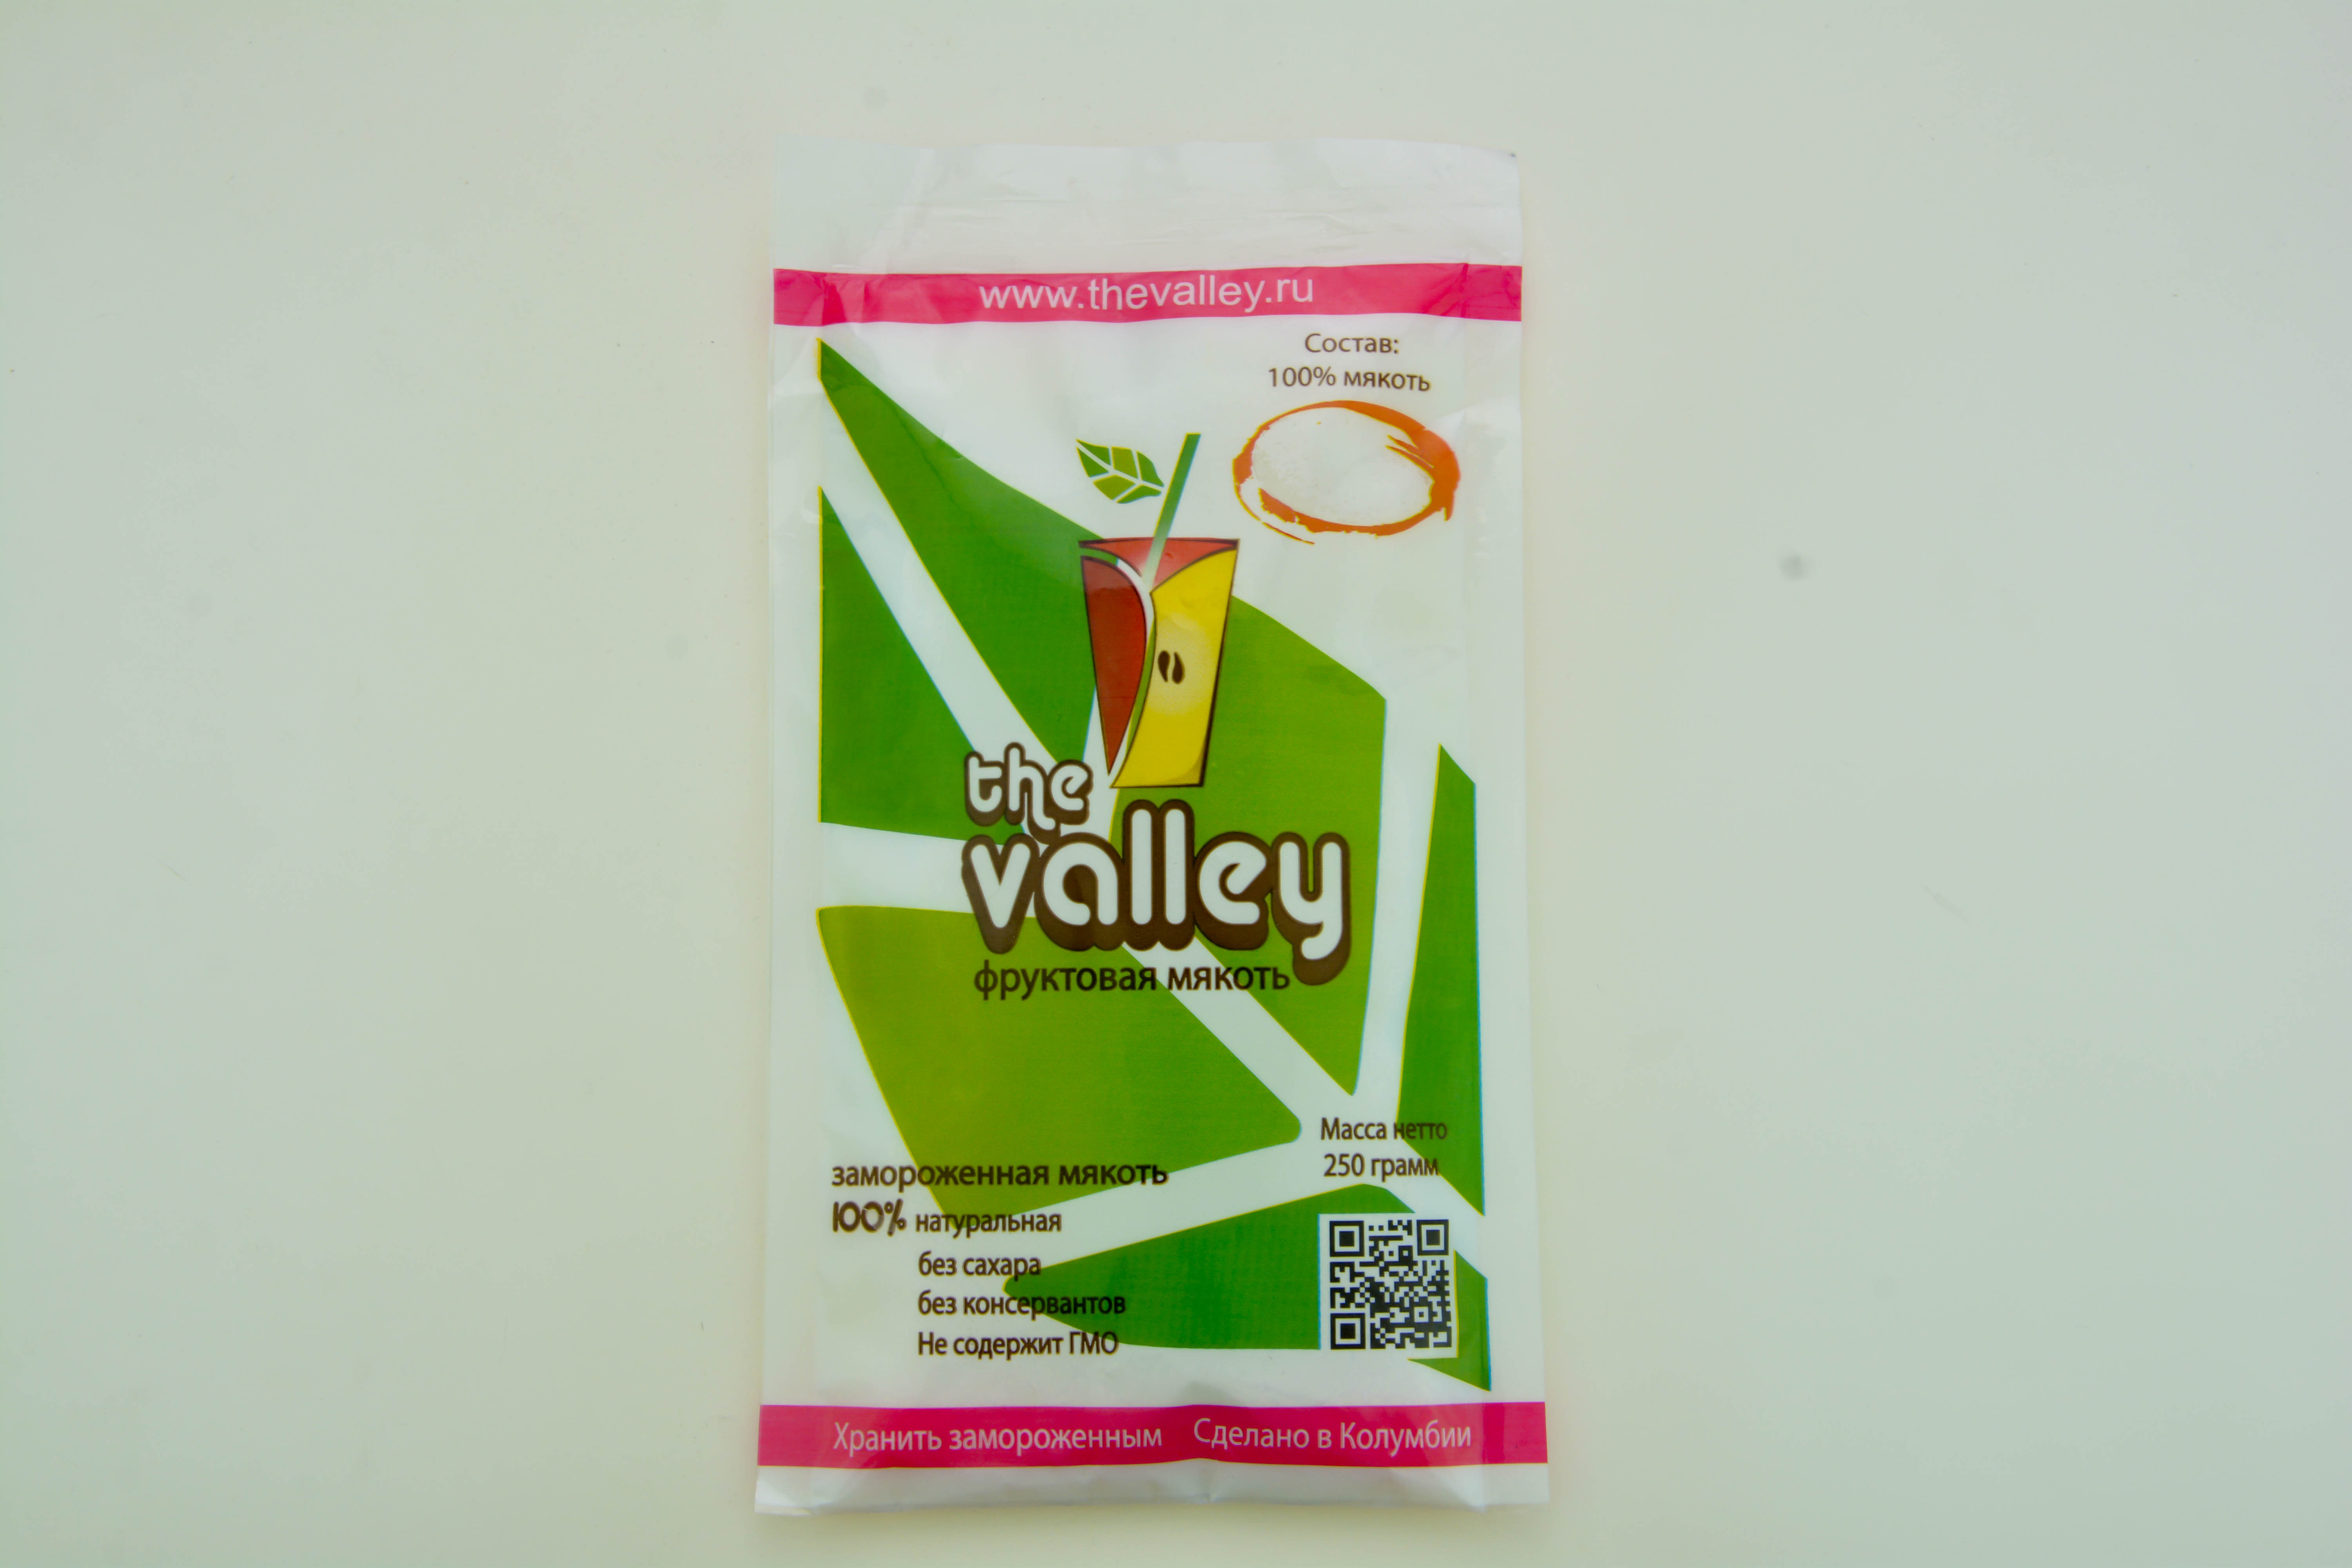 www.thevalley.ru
Состав:
100% мякоть
the
valley
фруктовая мякоть
Масса нетто
250 грамм
замороженная мякоть
100% натуральная
без сахара
без консервантов
Не содержит ГМО
Хранить замороженным Сделано в Колумбии